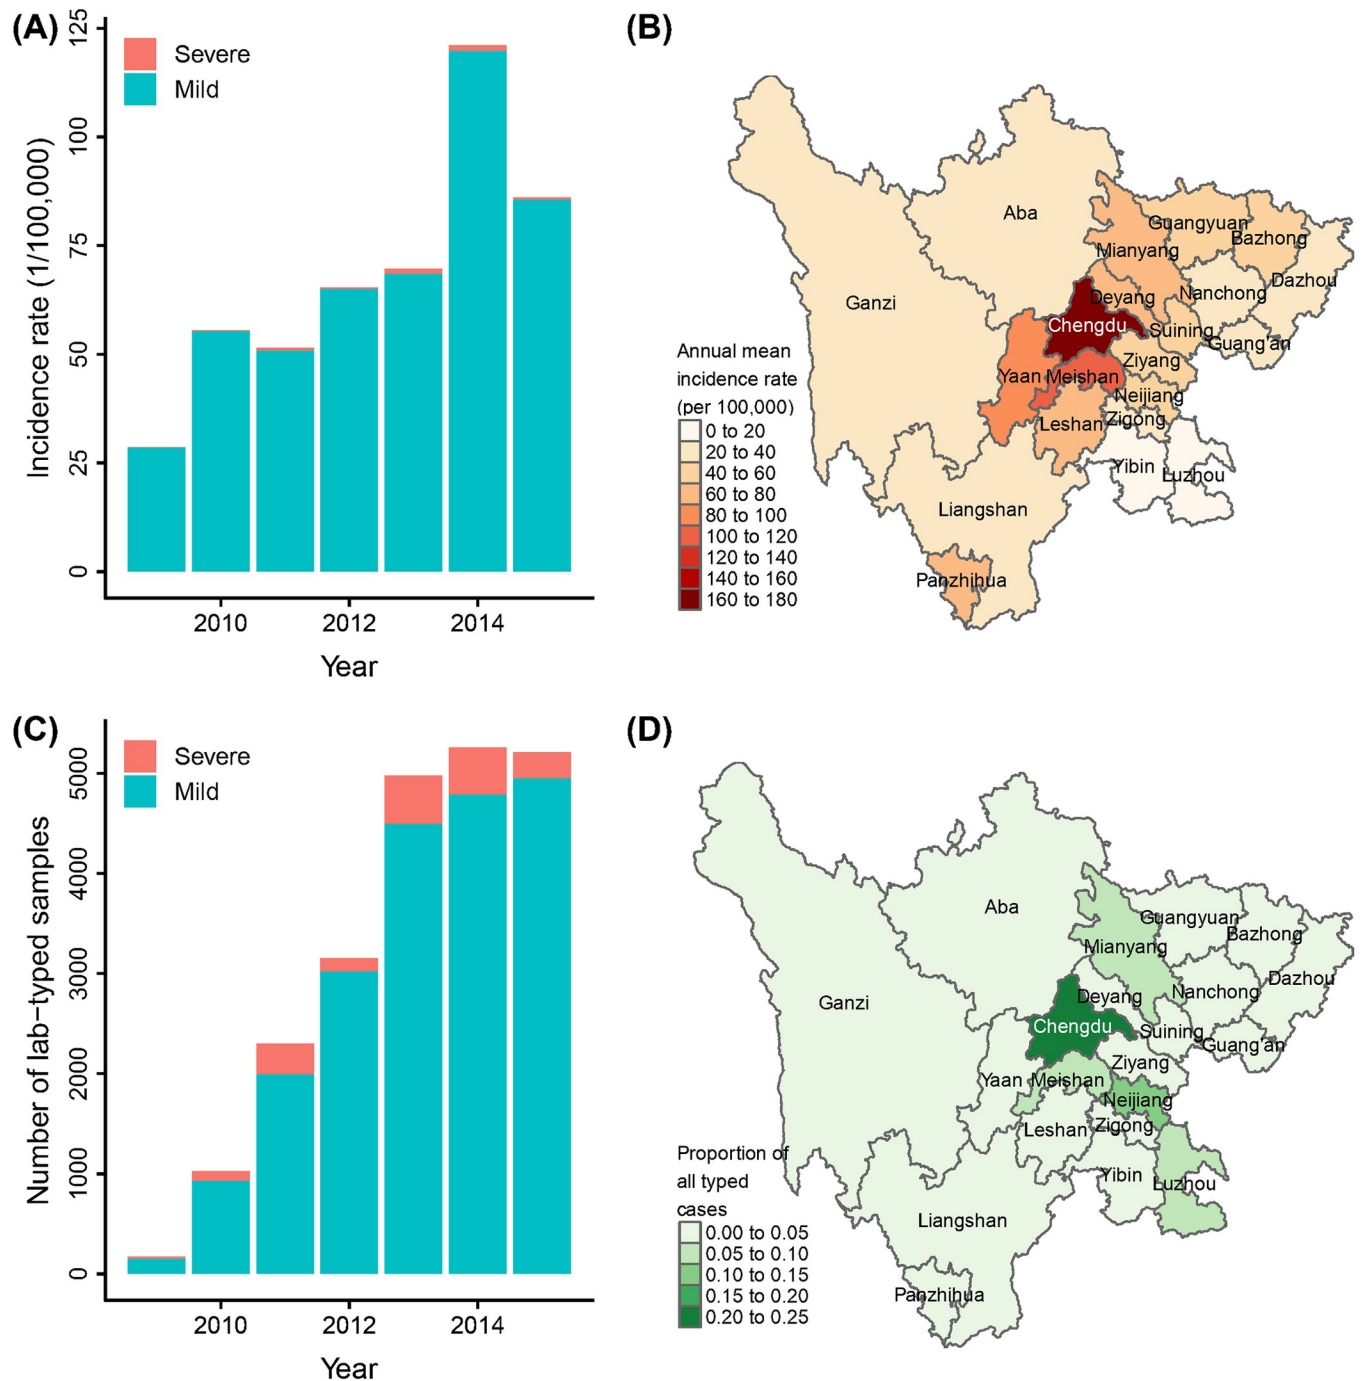 (A)
Severe
Mild
Incidence rate (1/100,000)
125
100
75
50
25
0
2010 2012 2014
Year
(B)
Aba
Guangyuan
Bazhong
Mianyang
Dazhou
Nanchong
Deyang
Ganzi
Chengdu
Suining
Guang'an
Ziyang
Yaan
Meishan
Neijiang
Zigong
Leshan
Yibin
Luzhou
Liangshan
Panzhihua
Annual mean
incidence rate
(per 100,000)
0 to 20
20 to 40
40 to 60
60 to 80
80 to 100
100 to 120
120 to 140
140 to 160
160 to 180
(C)
Severe
Mild
Number of lab−typed samples
5000
4000
3000
2000
1000
0
2010 2012 2014
Year
(D)
Aba
Guangyuan
Bazhong
Mianyang
Dazhou
Nanchong
Deyang
Ganzi
Chengdu
Suining
Guang'an
Ziyang
Yaan
Meishan
Neijiang
Zigong
Leshan
Yibin
Luzhou
Liangshan
Panzhihua
Proportion of
all typed
cases
0.00 to 0.05
0.05 to 0.10
0.10 to 0.15
0.15 to 0.20
0.20 to 0.25